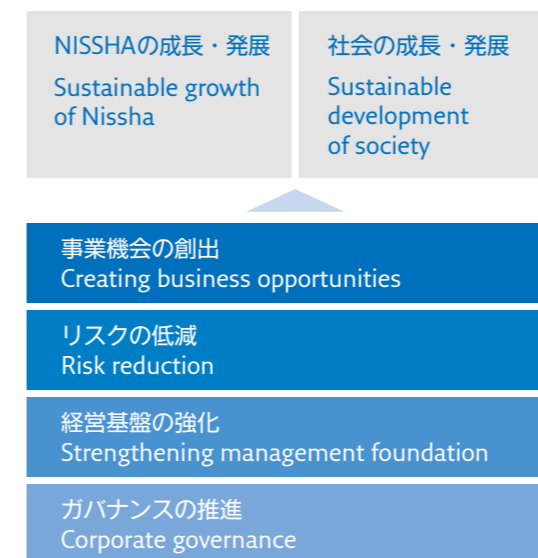 NISSHAの成長・発展
Sustainable growth
of Nissha
社会の成長・発展
Sustainable
development
of society
事業機会の創出
Creating business opportunities
リスクの低減
Risk reduction
経営基盤の強化
Strengthening management foundation
ガバナンスの推進
Corporate governance